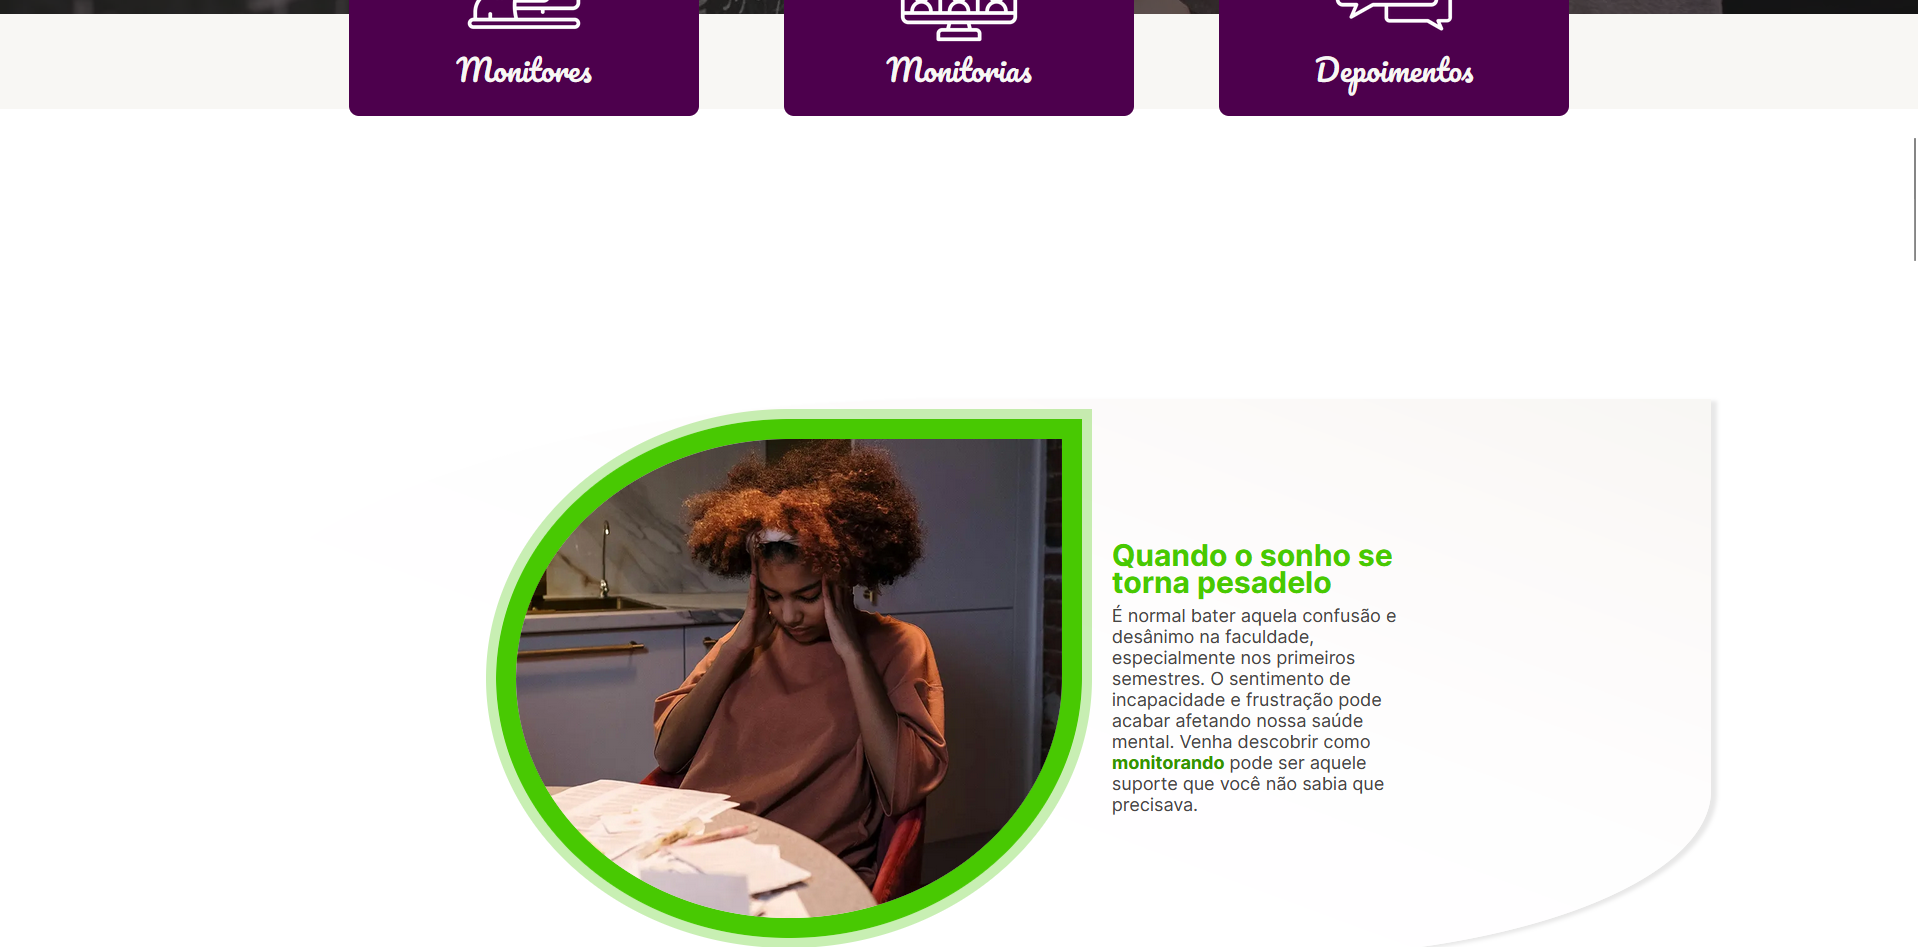 Monitores
Monitorias
Depoimentos
Quando o sonho se
torna pesadelo
É normal bater aquela confusão e
desânimo na faculdade,
especialmente nos primeiros
semestres. O sentimento de
incapacidade e frustração pode
acabar afetando nossa saúde
mental. Venha descobrir como
monitorando pode ser aquele
suporte que você não sabia que
precisava.